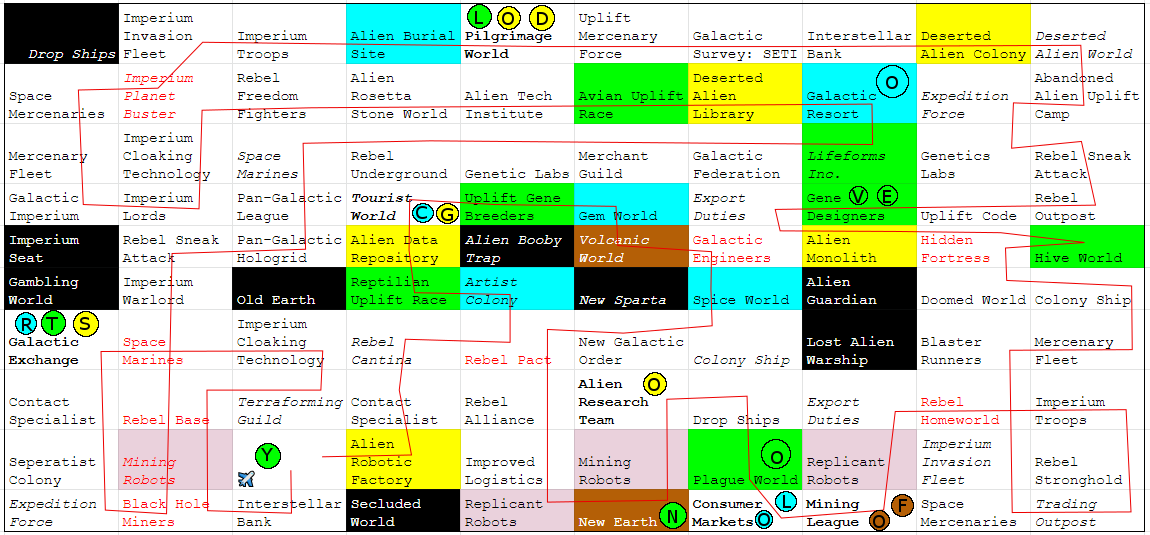 Drop Ships
Imperium Invasion Fleet
Imperium Troops
Alien Burial Site
L O D
Pilgrimage World
Uplift Mercenary Force
Galactic Survey: SETI
Interstellar Bank
Deserted Alien Colony
Deserted Alien World
Space Mercenaries
Imperium Planet Buster
Rebel Freedom Fighters
Alien Rosetta Stone World
Alien Tech Institute
Avian Uplift Race
Deserted Alien Library
Galactic Resort
O
Expedition Force
Abandoned Alien Uplift Camp
Mercenary Fleet
Imperium Cloaking Technology
Space Marines
Rebel Underground
Genetic Labs
Merchant Guild
Galactic Federation
Lifeforms Inc.
Genetics Labs
Rebel Sneak Attack
Galactic Imperium
Imperium Lords
Pan-Galactic League
Tourist World
C G
Uplift Gene Breeders
Gem World
Export Duties
Gene Designers
V E
Uplift Code
Rebel Outpost
Imperium Seat
Rebel Sneak Attack
Pan-Galactic Hologrid
Alien Data Repository
Alien Booby Trap
Volcanic World
Galactic Engineers
Alien Monolith
Hidden Fortress
Hive World
Gambling World
Imperium Warlord
Old Earth
Reptilian Uplift Race
Artist Colony
New Sparta
Spice World
Alien Guardian
Doomed World
Colony Ship
R T S
Galactic Exchange
Space Marines
Imperium Cloaking Technology
Rebel Cantina
Rebel Pact
New Galactic Order
Colony Ship
Lost Alien Warship
Blaster Runners
Mercenary Fleet
Contact Specialist
Rebel Base
Terraforming Guild
Contact Specialist
Rebel Alliance
Alien Research Team
O
Drop Ships
Export Duties
Rebel Homeworld
Imperium Troops
Seperatist Colony
Mining Robots
Y
Alien Robotic Factory
Improved Logistics
Mining Robots
O
Plague World
Replicant Robots
Imperium Invasion Fleet
Rebel Stronghold
Expedition Force
Black Hole Miners
Interstellar Bank
Secluded World
Replicant Robots
New Earth
N
Consumer Markets
L O
Mining League
F O
Space Mercenaries
Trading Outpost